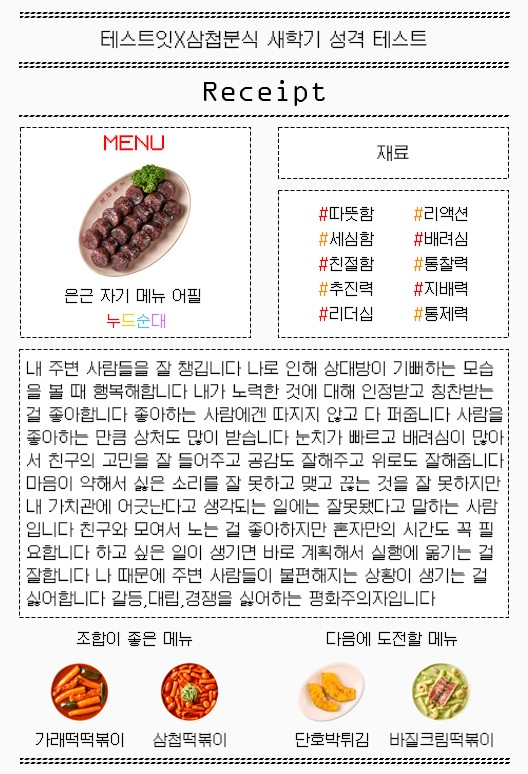 테스트잇X삼첩분식 새학기 성격 테스트
Receipt
MENU
은근 자기 메뉴 어필
누드순대
재료
#따뜻함 #리액션
#세심함 #배려심
#친절함 #통찰력
#추진력 #지배력
#리더십 #통제력
내 주변 사람들을 잘 챙깁니다 나로 인해 상대방이 기뻐하는 모습
을 볼 때 행복해합니다 내가 노력한 것에 대해 인정받고 칭찬받는
걸 좋아합니다 좋아하는 사람에겐 따지지 않고 다 퍼줍니다 사람을
좋아하는 만큼 상처도 많이 받습니다 눈치가 빠르고 배려심이 많아
서 친구의 고민을 잘 들어주고 공감도 잘해주고 위로도 잘해줍니다
마음이 약해서 싫은 소리를 잘 못하고 맺고 끊는 것을 잘 못하지만
내 가치관에 어긋난다고 생각되는 일에는 잘못됐다고 말하는 사람
입니다 친구와 모여서 노는 걸 좋아하지만 혼자만의 시간도 꼭 필
요합니다 하고 싶은 일이 생기면 바로 계획해서 실행에 옮기는 걸
잘합니다 나 때문에 주변 사람들이 불편해지는 상황이 생기는 걸
싫어합니다 갈등,대립,경쟁을 싫어하는 평화주의자입니다
조합이 좋은 메뉴
다음에 도전할 메뉴
가래떡떡볶이 삼첩떡볶이
단호박튀김 바질크림떡볶이